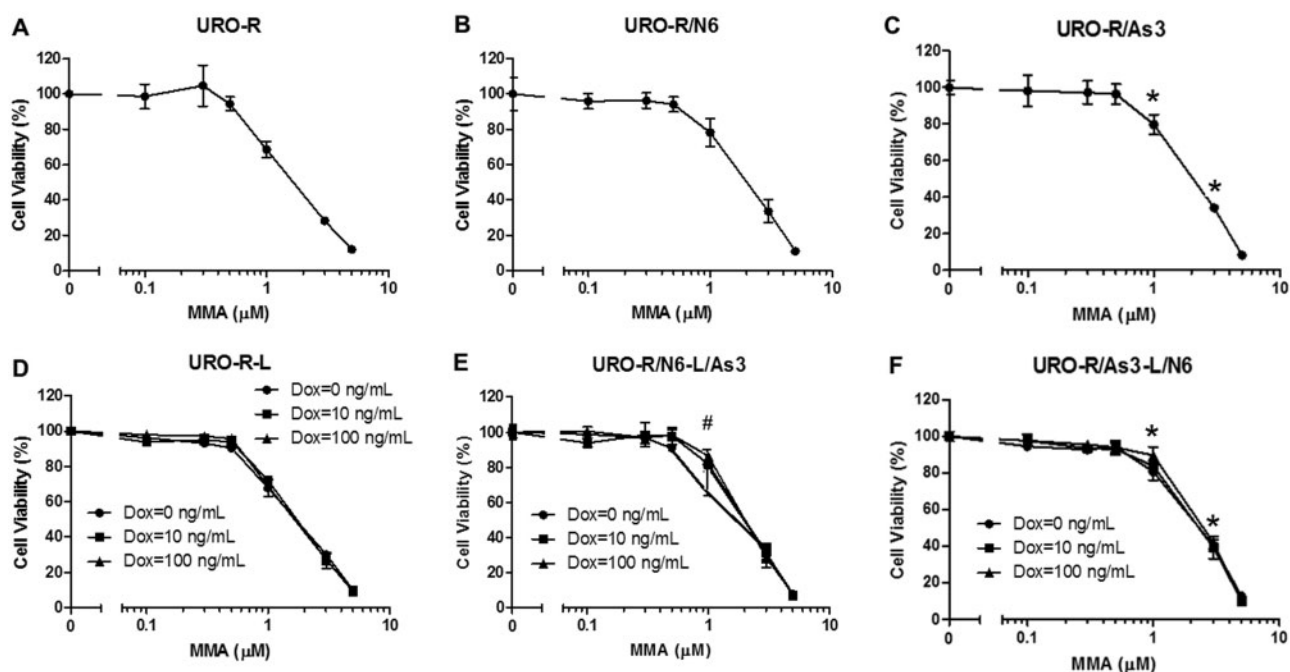 A
URO-R
Cell Viability (%)
120
100
80
60
40
20
0
0
0.1
1
10
MMA (µM)
B
URO-R/N6
Cell Viability (%)
120
100
80
60
40
20
0
0
0.1
1
10
MMA (µM)
C
URO-R/As3
Cell Viability (%)
120
100
80
60
40
20
0
*
*
0
0.1
1
10
MMA (µM)
D
URO-R-L
Dox=0 ng/mL
Dox=10 ng/mL
Dox=100 ng/mL
Cell Viability (%)
120
100
80
60
40
20
0
Dox=0 ng/mL
Dox=10 ng/mL
Dox=100 ng/mL
0
0.1
1
10
MMA (µM)
E
URO-R/N6-L/As3
Cell Viability (%)
120
100
80
60
40
20
0
#
Dox=0 ng/mL
Dox=10 ng/mL
Dox=100 ng/mL
0
0.1
1
10
MMA (µM)
F
URO-R/As3-L/N6
Cell Viability (%)
120
100
80
60
40
20
0
*
*
Dox=0 ng/mL
Dox=10 ng/mL
Dox=100 ng/mL
0
0.1
1
10
MMA (µM)